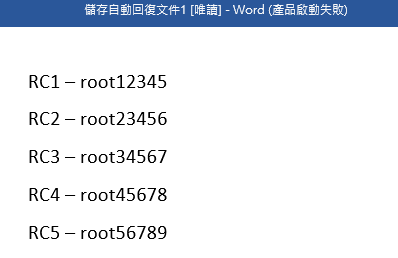 儲存自動回復文件1 [唯讀] - Word (產品啟動失敗)
RC1 – root12345
RC2 – root23456
RC3 – root34567
RC4 – root45678
RC5 – root56789